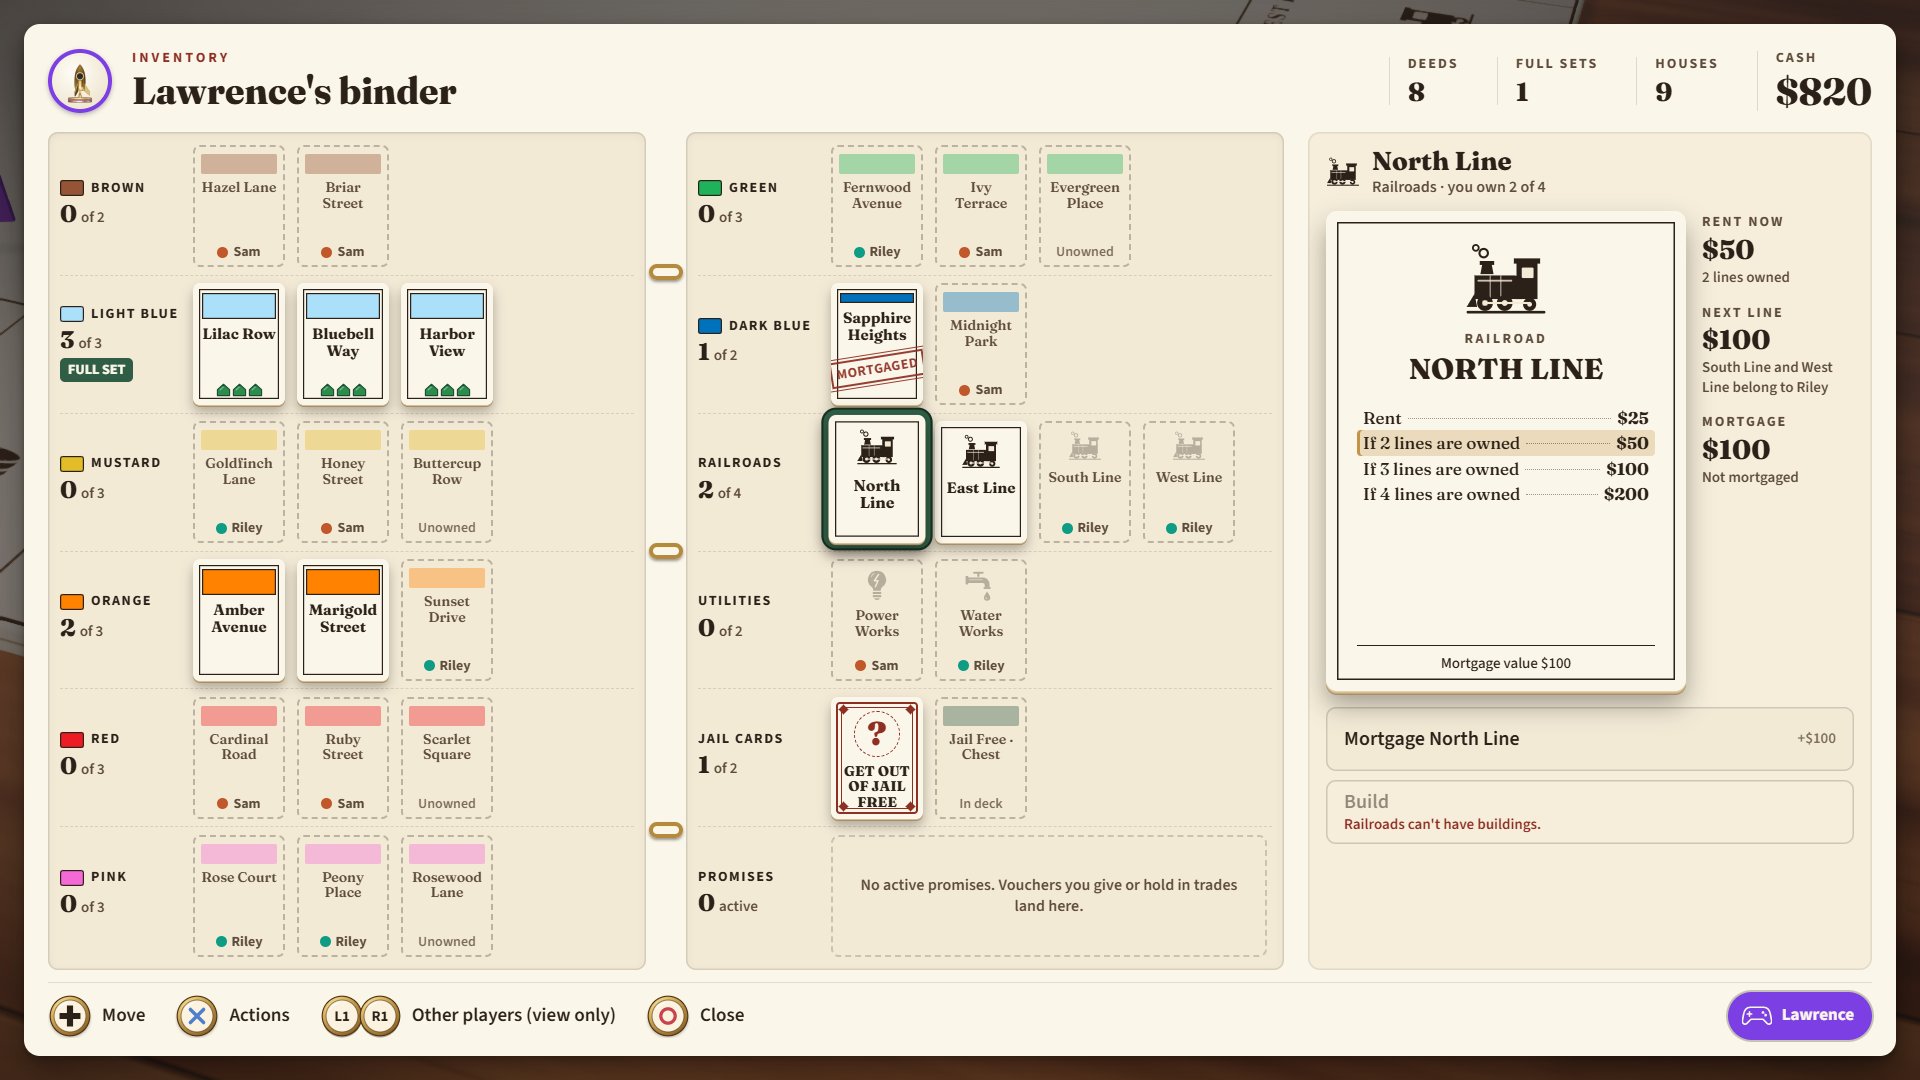 INVENTORY
Lawrence's binder
DEEDS
8
FULL SETS
1
HOUSES
9
CASH
$820
BROWN
0 of 2
Hazel Lane
Sam
Briar
Street
Sam
LIGHT BLUE
3 of 3
FULL SET
Lilac Row
Bluebell
Way
Harbor
View
MUSTARD
0 of 3
Goldfinch
Lane
Riley
Honey
Street
Sam
Buttercup
Row
Unowned
ORANGE
2 of 3
Amber
Avenue
Marigold
Street
Sunset
Drive
Riley
RED
0 of 3
Cardinal
Road
Sam
Ruby
Street
Sam
Scarlet
Square
Unowned
PINK
0 of 3
Rose Court
Riley
Peony
Place
Riley
Rosewood
Lane
Unowned
GREEN
0 of 3
Fernwood
Avenue
Riley
Ivy
Terrace
Sam
Evergreen
Place
Unowned
DARK BLUE
1 of 2
Sapphire
Heights
MORTGAGED
Midnight
Park
Sam
RAILROADS
2 of 4
North
Line
East Line
South Line
Riley
West Line
Riley
UTILITIES
0 of 2
Power
Works
Sam
Water
Works
Riley
JAIL CARDS
1 of 2
?
GET OUT
OF JAIL
FREE
Jail Free ·
Chest
In deck
PROMISES
0 active
No active promises. Vouchers you give or hold in trades
land here.
North Line
Railroads · you own 2 of 4
RAILROAD
NORTH LINE
Rent $25
If 2 lines are owned $50
If 3 lines are owned $100
If 4 lines are owned $200
Mortgage value $100
RENT NOW
$50
2 lines owned
NEXT LINE
$100
South Line and West
Line belong to Riley
MORTGAGE
$100
Not mortgaged
Mortgage North Line +$100
Build
Railroads can't have buildings.
Move
Actions
L1 R1 Other players (view only)
Close
Lawrence